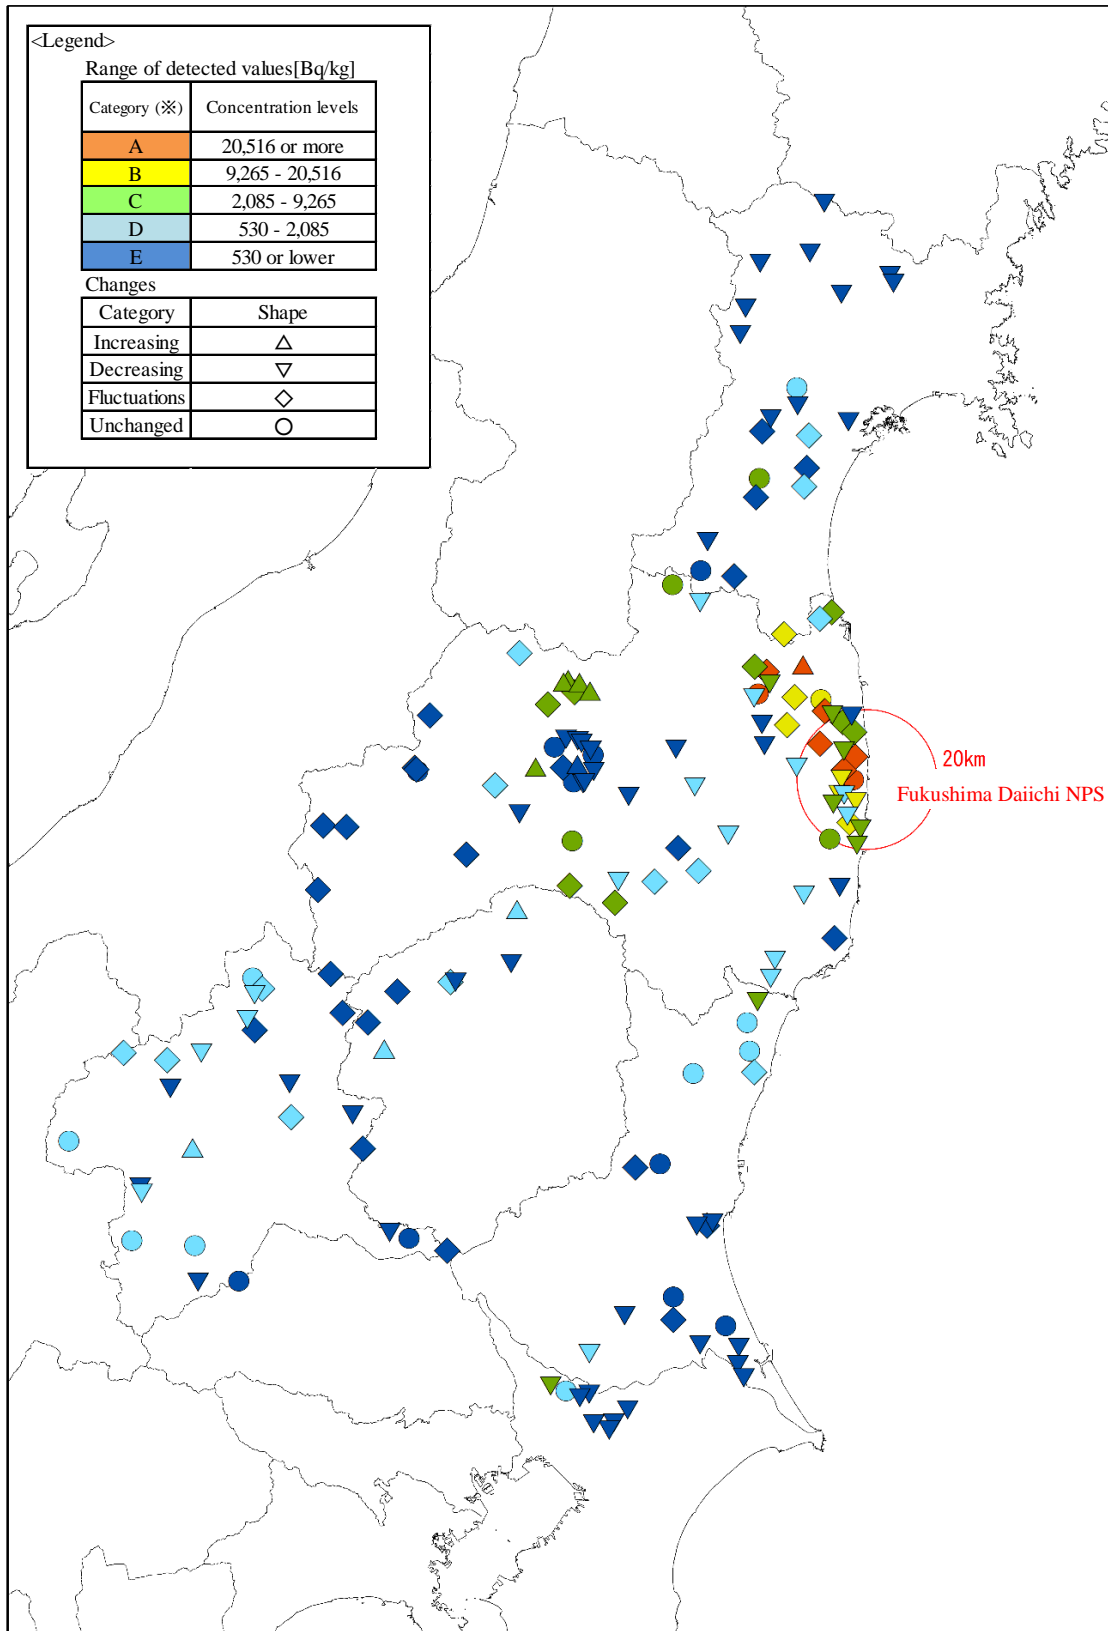 <Legend>
Range of detected values[Bq/kg]
Category (※) Concentration levels
A 20,516 or more
B 9,265 - 20,516
C 2,085 - 9,265
D 530 - 2,085
E 530 or lower
Changes
Category Shape
Increasing △
Decreasing ▽
Fluctuations ◇
Unchanged ○
20km
Fukushima Daiichi NPS